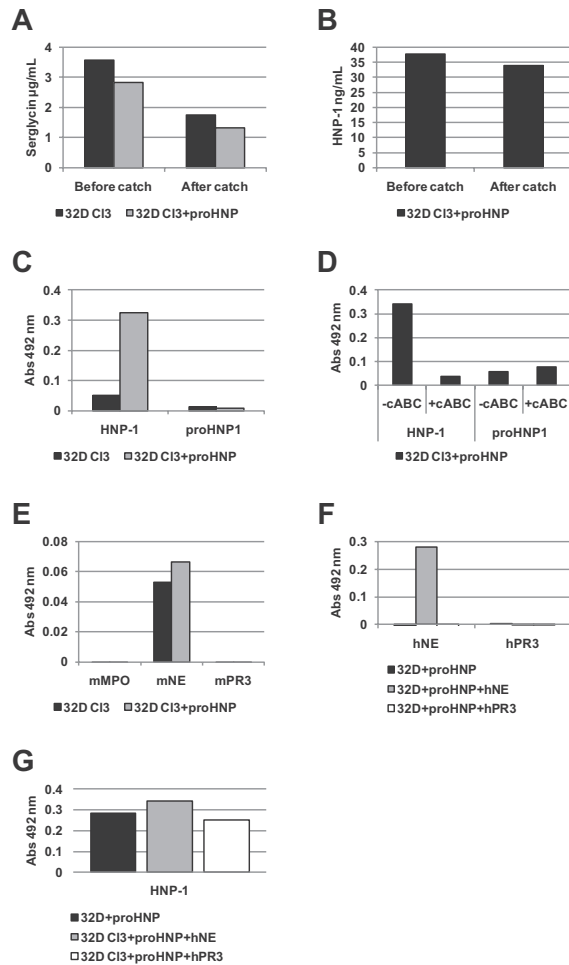 A
Serglycin µg/mL
4
3
2
1
0
Before catch After catch
32D Cl3 32D Cl3+proHNP
B
HNP-1 ng/mL
40
35
30
25
20
15
10
5
0
Before catch After catch
32D Cl3+proHNP
C
Abs 492 nm
0.4
0.3
0.2
0.1
0
HNP-1 proHNP1
32D Cl3 32D Cl3+proHNP
D
Abs 492 nm
0.4
0.3
0.2
0.1
0
-cABC +cABC -cABC +cABC
HNP-1 proHNP1
32D Cl3+proHNP
E
Abs 492 nm
0.08
0.06
0.04
0.02
0
mMPO mNE mPR3
32D Cl3 32D Cl3+proHNP
F
Abs 492 nm
0.3
0.2
0.1
0
hNE hPR3
32D+proHNP
32D+proHNP+hNE
32D+proHNP+hPR3
G
Abs 492 nm
0.4
0.3
0.2
0.1
0
HNP-1
32D+proHNP
32D Cl3+proHNP+hNE
32D Cl3+proHNP+hPR3